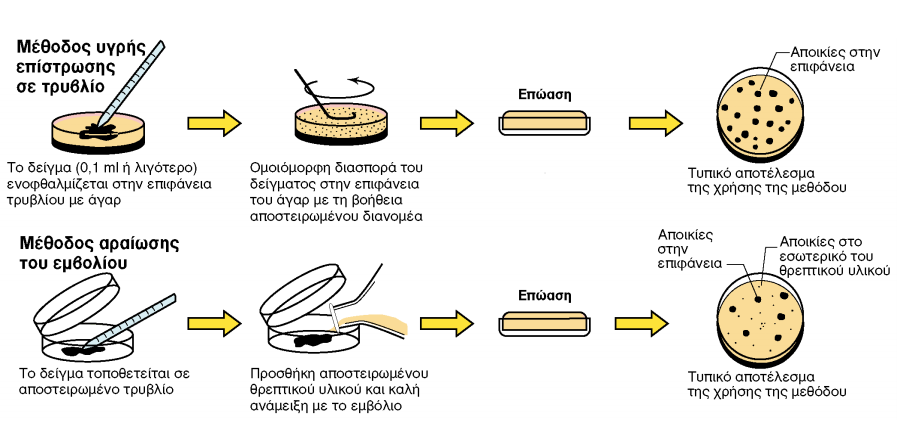 Μέθοδος υγρής
επίστρωσης
σε τρυβλίο
Το δείγμα (0,1 ml ή λιγότερο)
ενοφθαλμίζεται στην επιφάνεια
τρυβλίου με άγαρ
Ομοιόμορφη διασπορά του
δείγματος στην επιφάνεια
του άγαρ με τη βοήθεια
αποστειρωμένου διανομέα
Επώαση
Αποικίες στην
επιφάνεια
Τυπικό αποτέλεσμα
της χρήσης της μεθόδου
Μέθοδος αραίωσης
του εμβολίου
Το δείγμα τοποθετείται σε
αποστειρωμένο τρυβλίο
Προσθήκη αποστειρωμένου
θρεπτικού υλικού και καλή
ανάμειξη με το εμβόλιο
Επώαση
Αποικίες
στην
επιφάνεια
Αποικίες στο
εσωτερικό του
θρεπτικού υλικού
Τυπικό αποτέλεσμα
της χρήσης της μεθόδου